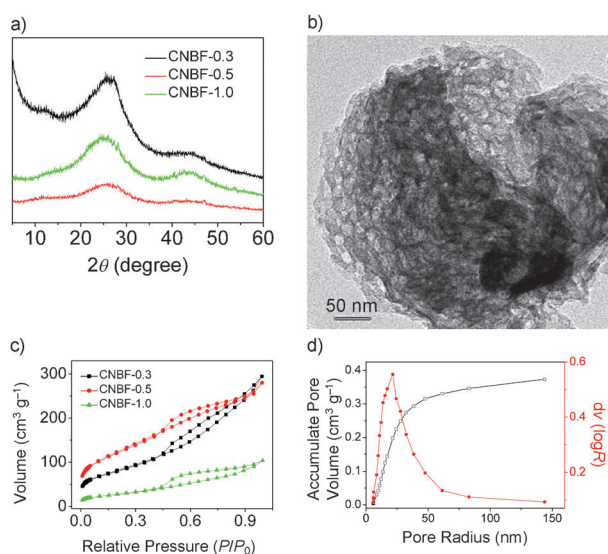 a)
CNBF-0.3
CNBF-0.5
CNBF-1.0
10 20 30 40 50 60
2θ (degree)
b)
50 nm
c)
CNBF-0.3
CNBF-0.5
CNBF-1.0
Volume (cm³ g⁻¹)
300
200
100
0
0.0 0.3 0.6 0.9
Relative Pressure (P/P₀)
d)
Accumulate Pore
Volume (cm³ g⁻¹)
0.4
0.3
0.2
0.1
0.0
0 50 100 150
Pore Radius (nm)
0.6
0.4
0.2
dv (logR)